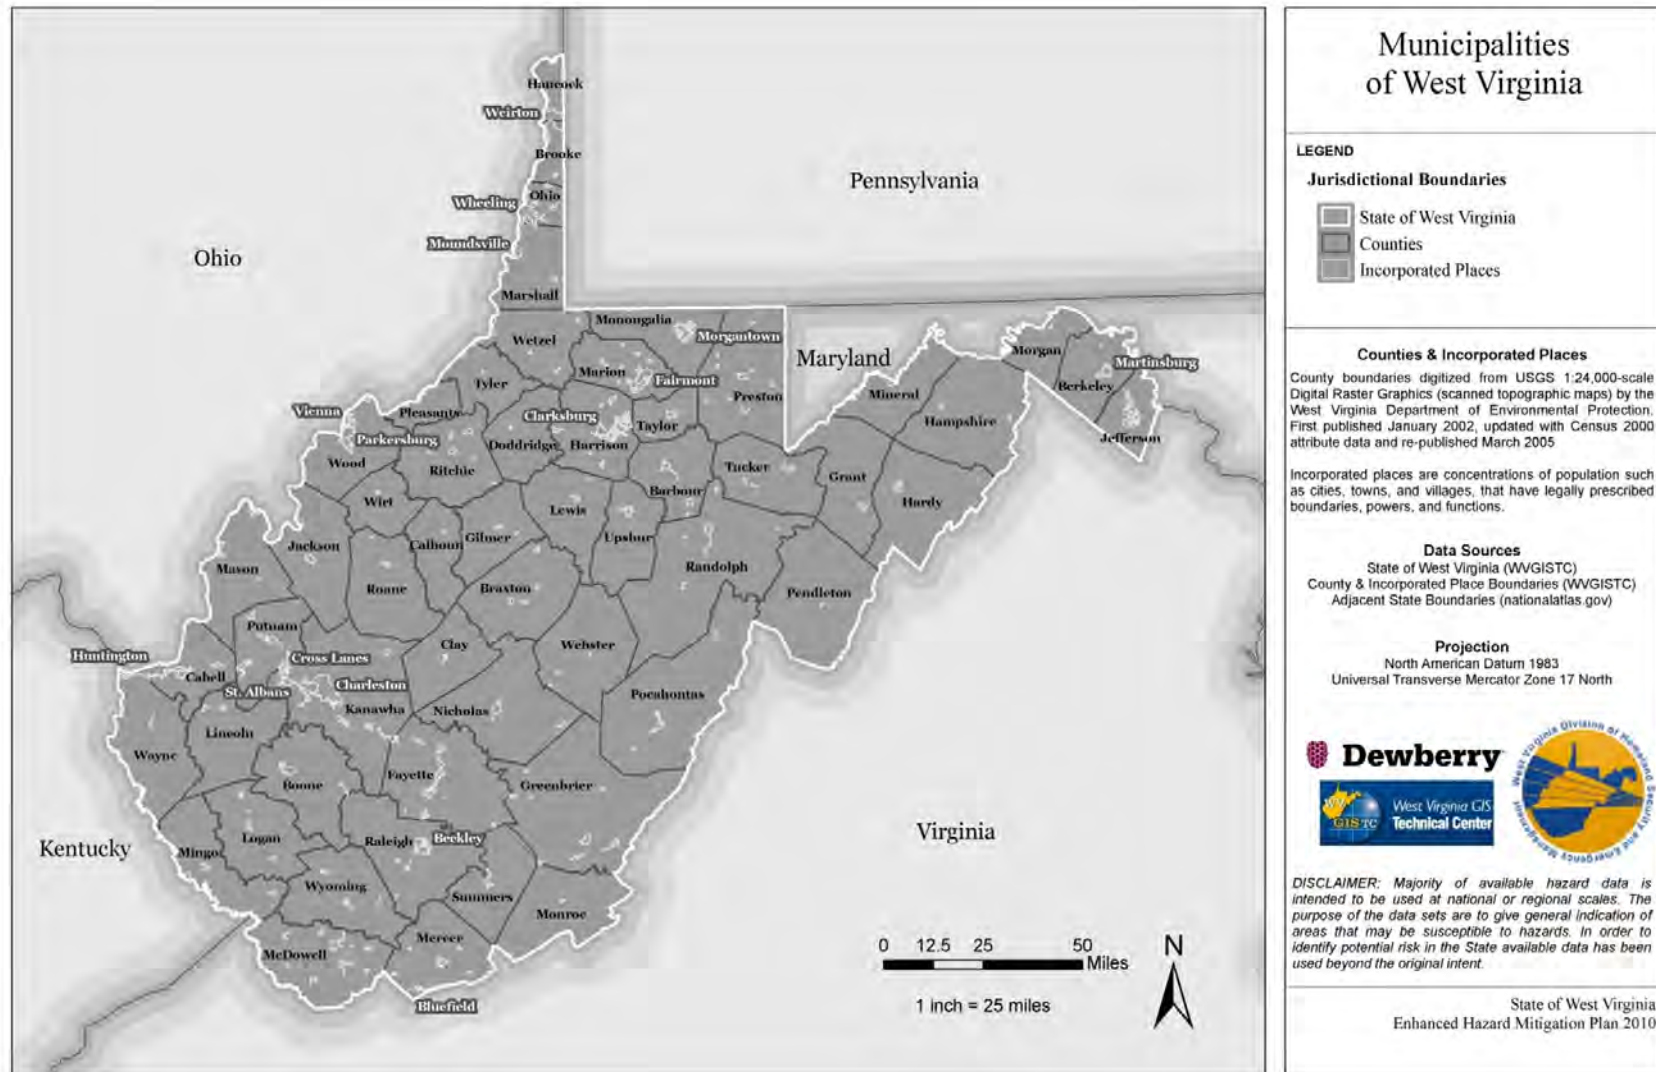 Hancock
Weirton
Brooke
Pennsylvania
Ohio
Wheeling
Moundsville
Ohio
Marshall
Monongalia
Morgantown
Wetzel
Maryland
Morgan
Martinsburg
Marion
Fairmont
Berkeley
Tyler
Mineral
Preston
Vienna
Pleasants
Clarksburg
Hampshire
Taylor
Parkersburg
Doddridge
Harrison
Jefferson
Wood
Ritchie
Tucker
Grant
Barbour
Wirt
Lewis
Hardy
Jackson
Calhoun
Gilmer
Upshur
Mason
Randolph
Roane
Braxton
Pendleton
Putnam
Clay
Webster
Huntington
Cross Lanes
Cabell
Charleston
St. Albans
Pocahontas
Kanawha
Nicholas
Lincoln
Wayne
Fayette
Boone
Greenbrier
Virginia
Logan
Raleigh
Beckley
Kentucky
Mingo
Wyoming
Summers
Monroe
Mercer
McDowell
Bluefield
0 12.5 25 50
Miles
1 inch = 25 miles
N
Municipalities
of West Virginia
LEGEND
Jurisdictional Boundaries
State of West Virginia
Counties
Incorporated Places
Counties & Incorporated Places
County boundaries digitized from USGS 1:24,000-scale
Digital Raster Graphics (scanned topographic maps) by the
West Virginia Department of Environmental Protection.
First published January 2002, updated with Census 2000
attribute data and re-published March 2005
Incorporated places are concentrations of population such
as cities, towns, and villages, that have legally prescribed
boundaries, powers, and functions.
Data Sources
State of West Virginia (WVGISTC)
County & Incorporated Place Boundaries (WVGISTC)
Adjacent State Boundaries (nationalatlas.gov)
Projection
North American Datum 1983
Universal Transverse Mercator Zone 17 North
Dewberry
WV
GIS TC
West Virginia GIS
Technical Center
West Virginia Division of Homeland Security and Emergency Management
DISCLAIMER: Majority of available hazard data is
intended to be used at national or regional scales. The
purpose of the data sets are to give general indication of
areas that may be susceptible to hazards. In order to
identify potential risk in the State available data has been
used beyond the original intent.
State of West Virginia
Enhanced Hazard Mitigation Plan 2010